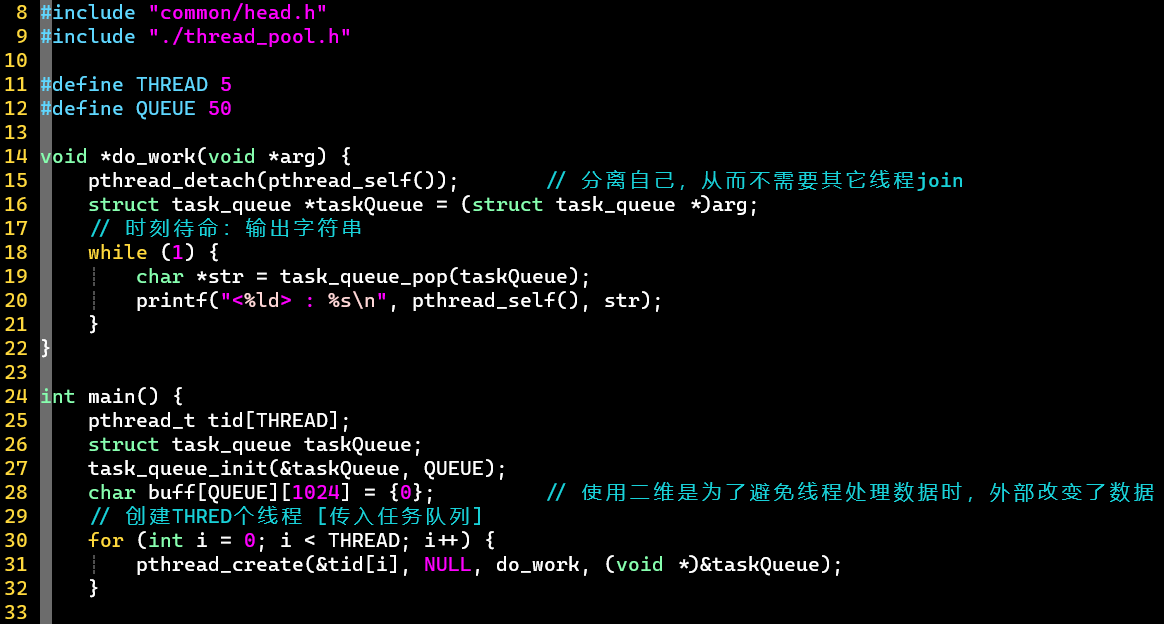 8 #include "common/head.h"
9 #include "./thread_pool.h"
10
11 #define THREAD 5
12 #define QUEUE 50
13
14 void *do_work(void *arg) {
15     pthread_detach(pthread_self());       // 分离自己，从而不需要其它线程join
16     struct task_queue *taskQueue = (struct task_queue *)arg;
17     // 时刻待命：输出字符串
18     while (1) {
19         char *str = task_queue_pop(taskQueue);
20         printf("<%ld> : %s\n", pthread_self(), str);
21     }
22 }
23
24 int main() {
25     pthread_t tid[THREAD];
26     struct task_queue taskQueue;
27     task_queue_init(&taskQueue, QUEUE);
28     char buff[QUEUE][1024] = {0};         // 使用二维是为了避免线程处理数据时，外部改变了数据
29     // 创建THRED个线程 [传入任务队列]
30     for (int i = 0; i < THREAD; i++) {
31         pthread_create(&tid[i], NULL, do_work, (void *)&taskQueue);
32     }
33